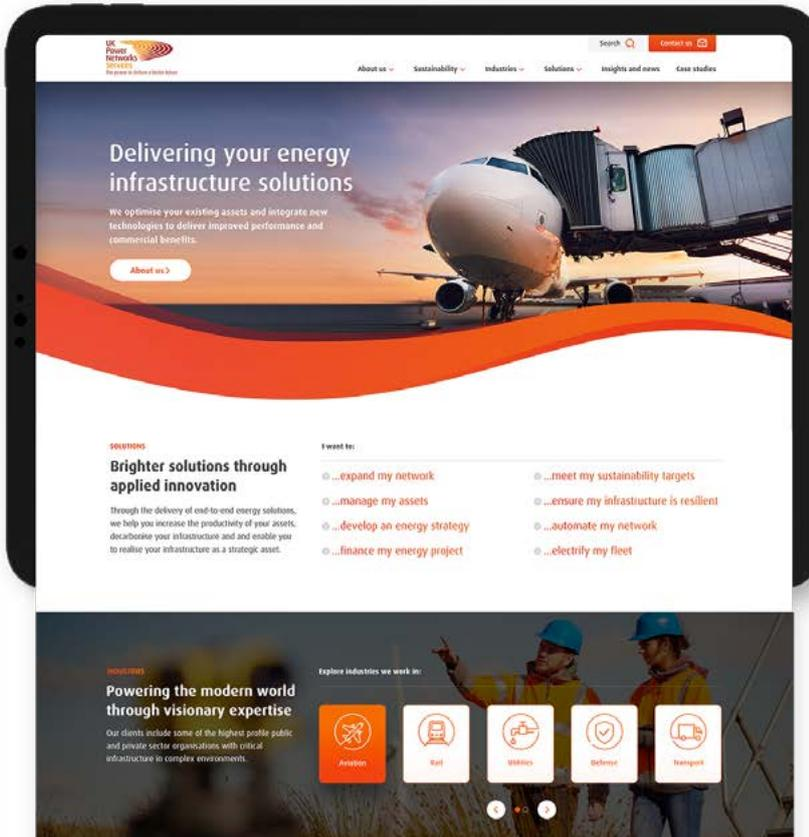 UK
Power
Networks
Services
The power to deliver a better future
Search
Contact us
About us
Sustainability
Industries
Solutions
Insights and news
Case studies
Delivering your energy
infrastructure solutions
We optimise your existing assets and integrate new
technologies to deliver improved performance and
commercial benefits.
About us
SOLUTIONS
Brighter solutions through
applied innovation
Through the delivery of end-to-end energy solutions,
we help you increase the productivity of your assets,
decarbonise your infrastructure and and enable you
to realise your infrastructure as a strategic asset.
I want to:
...expand my network
...manage my assets
...develop an energy strategy
...finance my energy project
...meet my sustainability targets
...ensure my infrastructure is resilient
...automate my network
...electrify my fleet
INDUSTRIES
Powering the modern world
through visionary expertise
Our clients include some of the highest profile public
and private sector organisations with critical
infrastructure in complex environments.
Explore industries we work in:
Aviation
Rail
Utilities
Defense
Transport